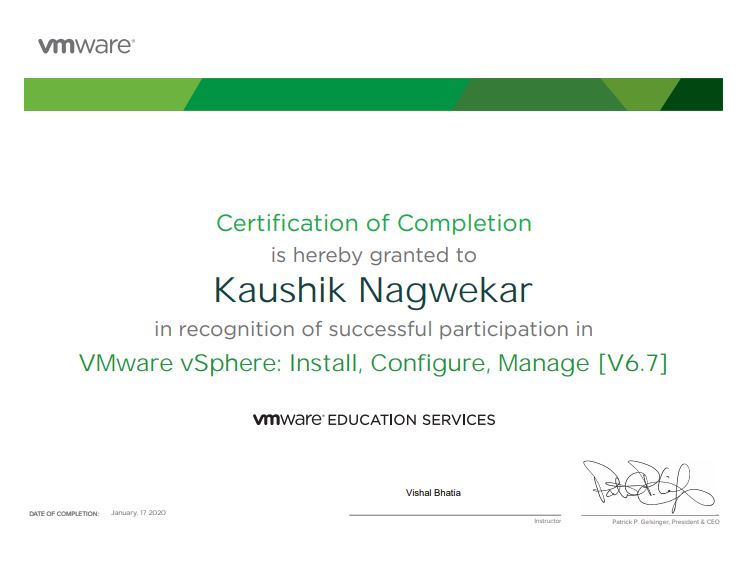 vmware®
Certification of Completion
is hereby granted to
Kaushik Nagwekar
in recognition of successful participation in
VMware vSphere: Install, Configure, Manage [V6.7]
vmware® EDUCATION SERVICES
Vishal Bhatia
DATE OF COMPLETION: January, 17 2020
Instructor
Patrick P. Gelsinger, President & CEO